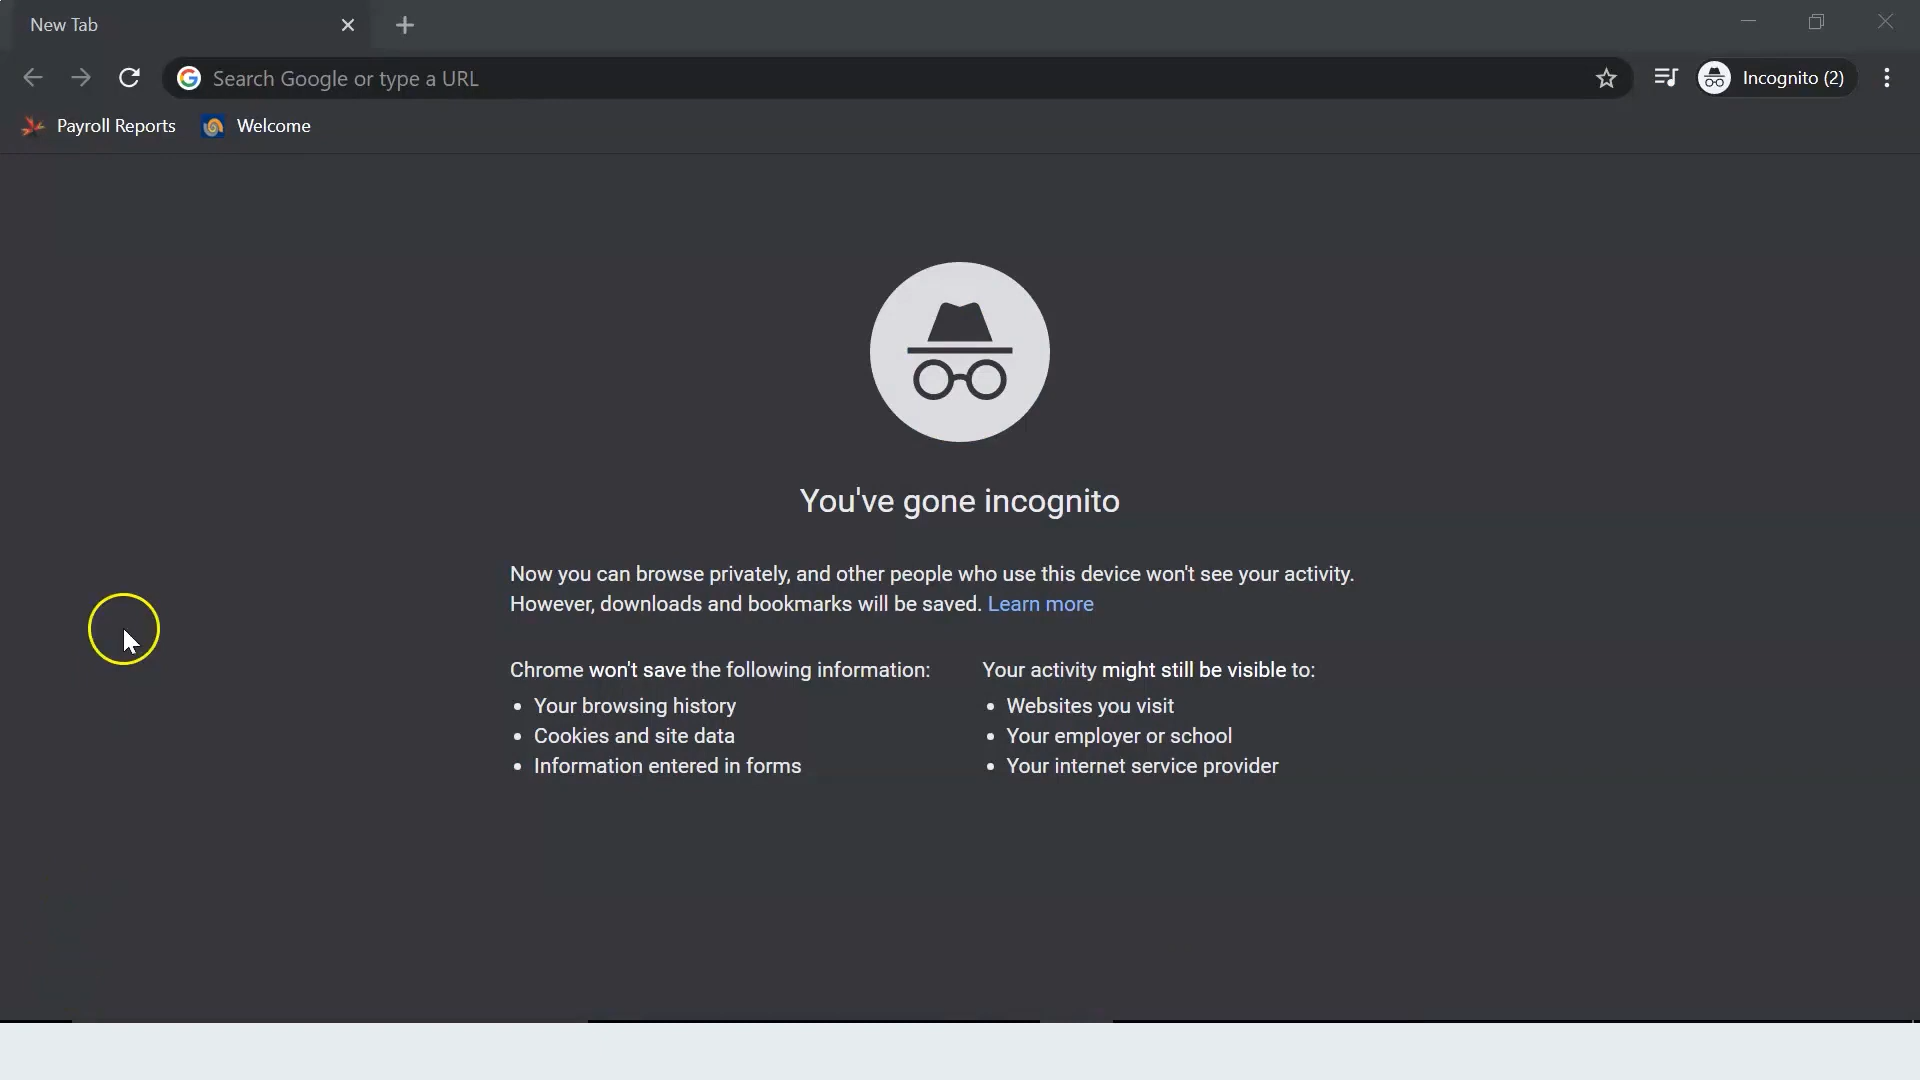 New Tab
Search Google or type a URL
Incognito (2)
Payroll Reports
Welcome
You've gone incognito
Now you can browse privately, and other people who use this device won't see your activity.
However, downloads and bookmarks will be saved. Learn more
Chrome won't save the following information:
• Your browsing history
• Cookies and site data
• Information entered in forms
Your activity might still be visible to:
• Websites you visit
• Your employer or school
• Your internet service provider